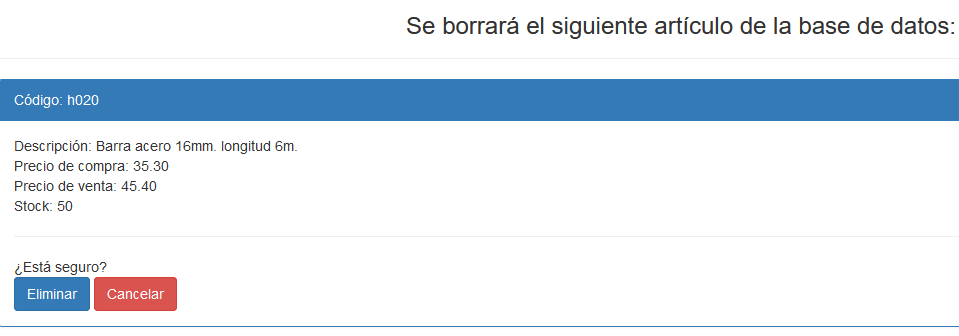 Se borrará el siguiente artículo de la base de datos:
Código: h020
Descripción: Barra acero 16mm. longitud 6m.
Precio de compra: 35.30
Precio de venta: 45.40
Stock: 50
¿Está seguro?
Eliminar Cancelar